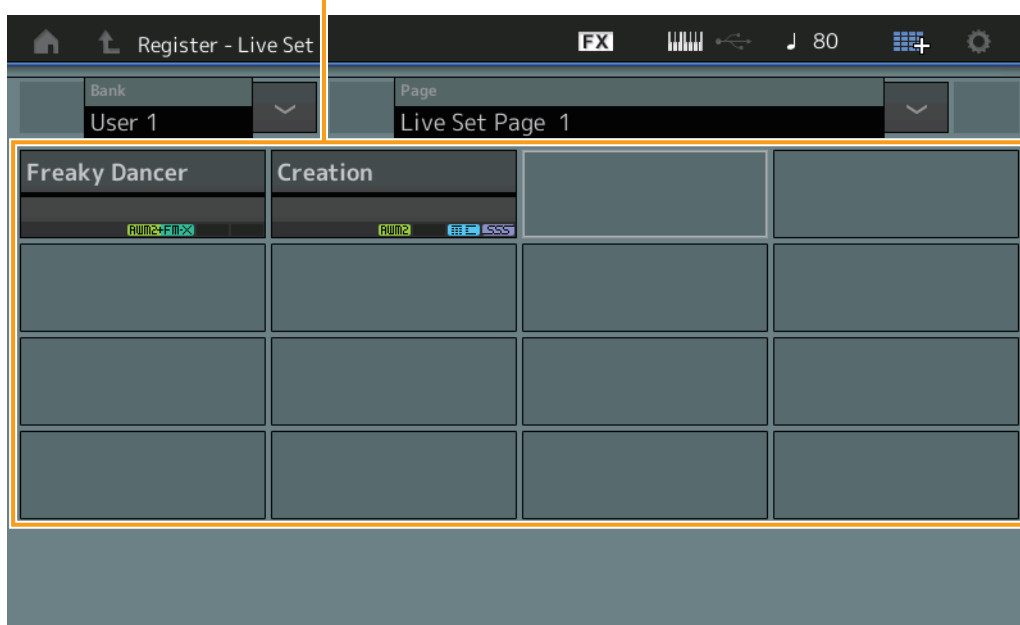 Register - Live Set
FX
80
Bank
User 1
Page
Live Set Page 1
Freaky Dancer
Creation
AWM2+FM-X
AWM2
SSS